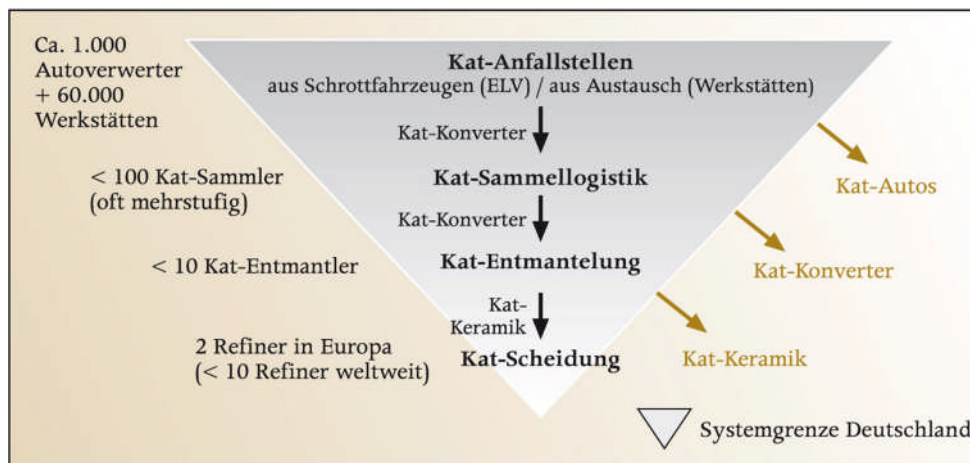 Ca. 1.000
Autoverwerter
+ 60.000
Werkstätten
Kat-Anfallstellen
aus Schrottfahrzeugen (ELV) / aus Austausch (Werkstätten)
Kat-Konverter
< 100 Kat-Sammler
(oft mehrstufig)
Kat-Sammellogistik
Kat-Autos
Kat-Konverter
< 10 Kat-Entmantler
Kat-Entmantelung
Kat-Konverter
Kat-
Keramik
2 Refiner in Europa
(< 10 Refiner weltweit)
Kat-Scheidung
Kat-Keramik
Systemgrenze Deutschland